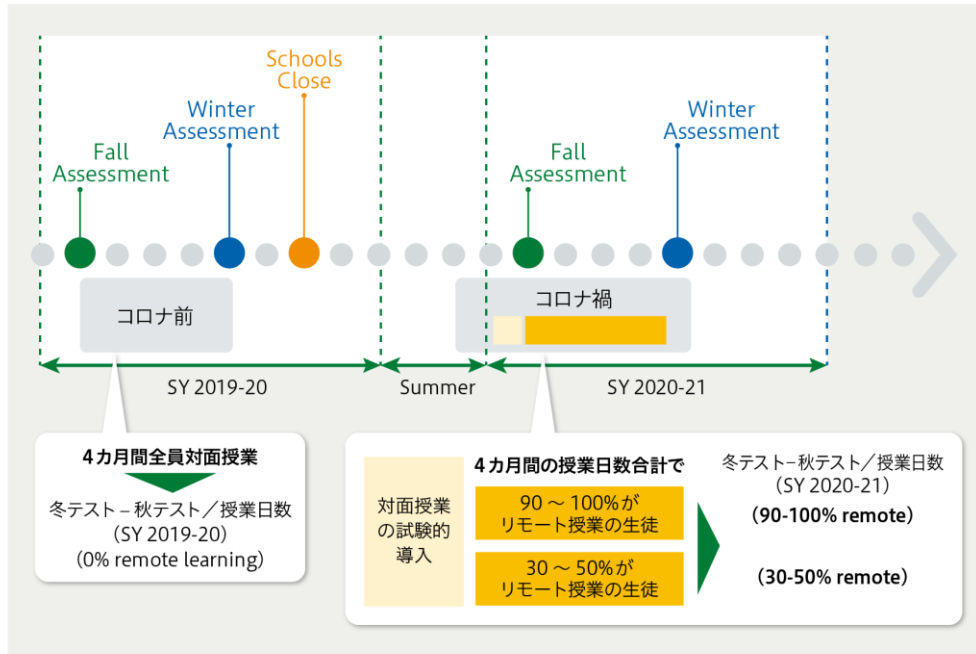 Schools
Close
Winter
Assessment
Fall
Assessment
Winter
Assessment
Fall
Assessment
コロナ前
コロナ禍
SY 2019-20
Summer
SY 2020-21
4カ月間全員対面授業
冬テスト–秋テスト／授業日数
(SY 2019-20)
(0% remote learning)
対面授業
の試験的
導入
4カ月間の授業日数合計で
90～100%が
リモート授業の生徒
30～50%が
リモート授業の生徒
冬テスト–秋テスト／授業日数
(SY 2020-21)
(90-100% remote)
(30-50% remote)